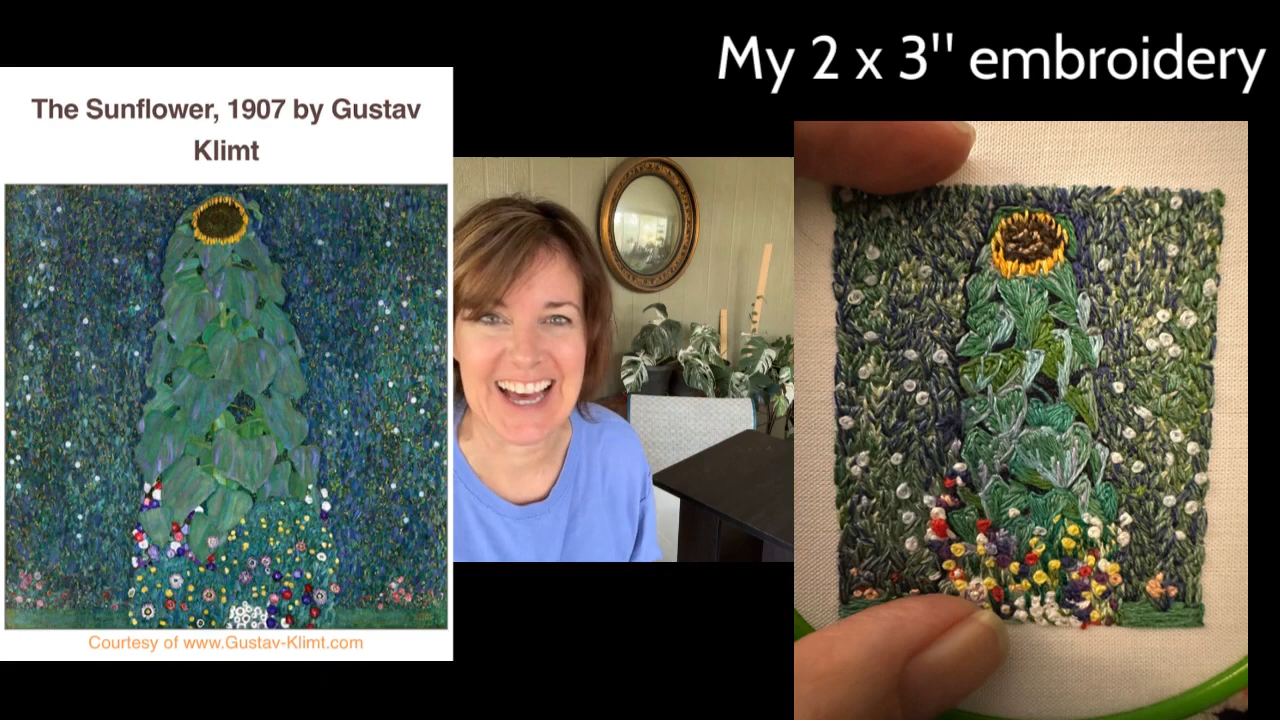 My 2 x 3" embroidery
The Sunflower, 1907 by Gustav
Klimt
Courtesy of www.Gustav-Klimt.com